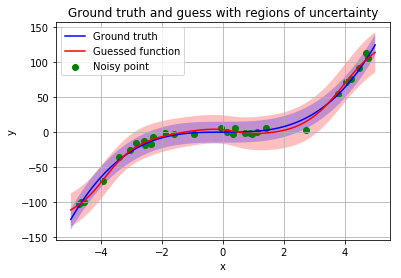 Ground truth and guess with regions of uncertainty
150
100
50
0
−50
−100
−150
y
Ground truth
Guessed function
Noisy point
−4
−2
0
2
4
x